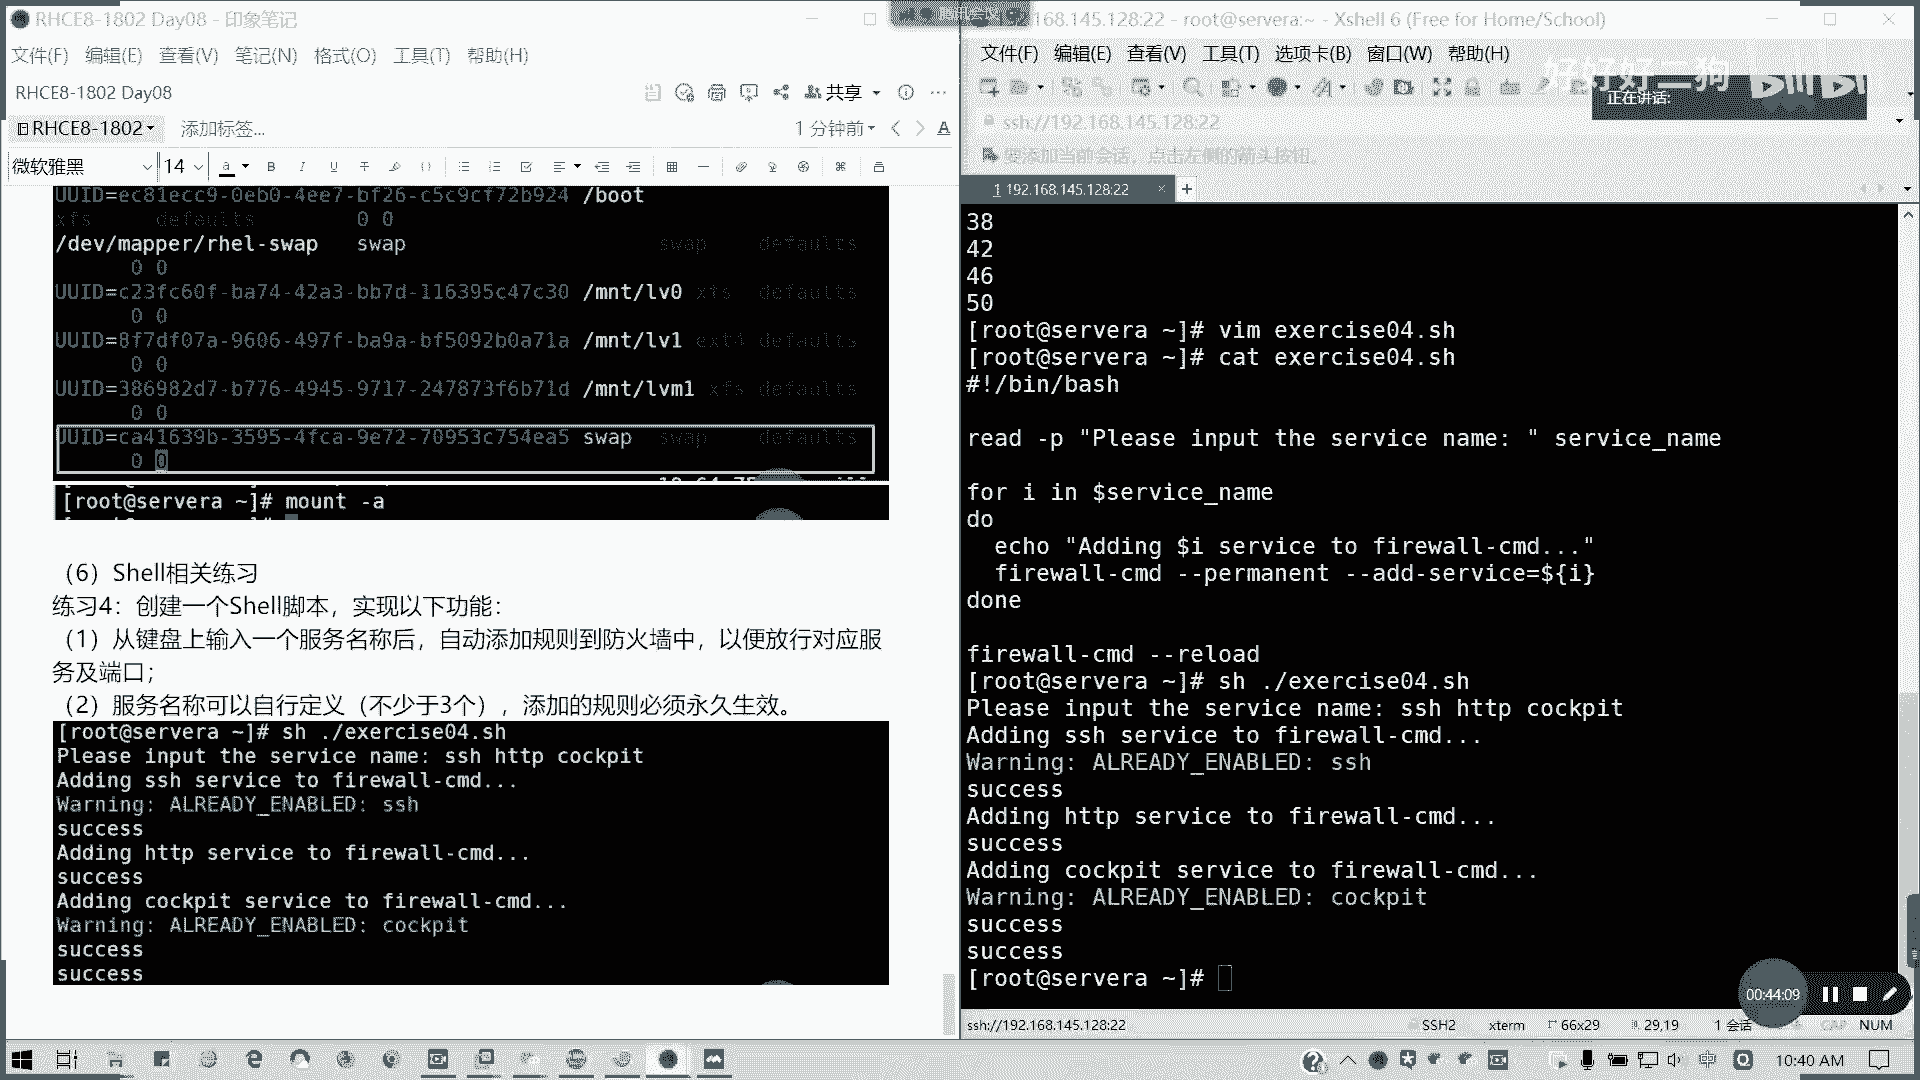 RHCE8-1802 Day08 - 印象笔记
文件(F) 编辑(E) 查看(V) 笔记(N) 格式(O) 工具(T) 帮助(H)
RHCE8-1802 Day08
共享
RHCE8-1802
添加标签...
1 分钟前
微软雅黑
14
UUID=ec81ecc9-0eb0-4ee7-bf26-c5c9cf72b924 /boot
xfs defaults 0 0
/dev/mapper/rhel-swap swap swap defaults
0 0
UUID=c23fc60f-ba74-42a3-bb7d-116395c47c30 /mnt/lv0 xfs defaults
0 0
UUID=8f7df07a-9606-497f-ba9a-bf5092b0a71a /mnt/lv1 ext4 defaults
0 0
UUID=386982d7-b776-4945-9717-247873f6b71d /mnt/lvm1 xfs defaults
0 0
UUID=ca41639b-3595-4fca-9e72-70953c754ea5 swap swap defaults
0 0
[root@servera ~]# mount -a
（6）Shell相关练习
练习4：创建一个Shell脚本，实现以下功能：
（1）从键盘上输入一个服务名称后，自动添加规则到防火墙中，以便放行对应服
务及端口；
（2）服务名称可以自行定义（不少于3个），添加的规则必须永久生效。
[root@servera ~]# sh ./exercise04.sh
Please input the service name: ssh http cockpit
Adding ssh service to firewall-cmd...
Warning: ALREADY_ENABLED: ssh
success
Adding http service to firewall-cmd...
success
Adding cockpit service to firewall-cmd...
Warning: ALREADY_ENABLED: cockpit
success
success
腾讯会议
168.145.128:22 - root@servera:~ - Xshell 6 (Free for Home/School)
文件(F) 编辑(E) 查看(V) 工具(T) 选项卡(B) 窗口(W) 帮助(H)
好好好二狗
正在讲话:
ssh://192.168.145.128:22
要添加当前会话，点击左侧的箭头按钮。
1 192.168.145.128:22
38
42
46
50
[root@servera ~]# vim exercise04.sh
[root@servera ~]# cat exercise04.sh
#!/bin/bash
read -p "Please input the service name: " service_name
for i in $service_name
do
echo "Adding $i service to firewall-cmd..."
firewall-cmd --permanent --add-service=${i}
done
firewall-cmd --reload
[root@servera ~]# sh ./exercise04.sh
Please input the service name: ssh http cockpit
Adding ssh service to firewall-cmd...
Warning: ALREADY_ENABLED: ssh
success
Adding http service to firewall-cmd...
success
Adding cockpit service to firewall-cmd...
Warning: ALREADY_ENABLED: cockpit
success
success
[root@servera ~]#
00:44:09
ssh://192.168.145.128:22
SSH2 xterm 66x29 29,19 1 会话 CAP NUM
10:40 AM